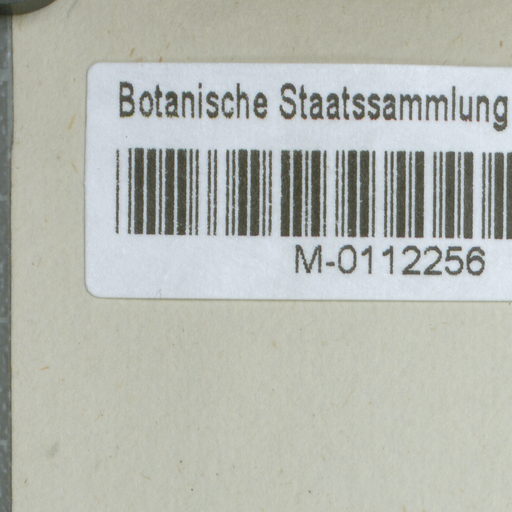 Botanische Staatssammlung
M-0112256